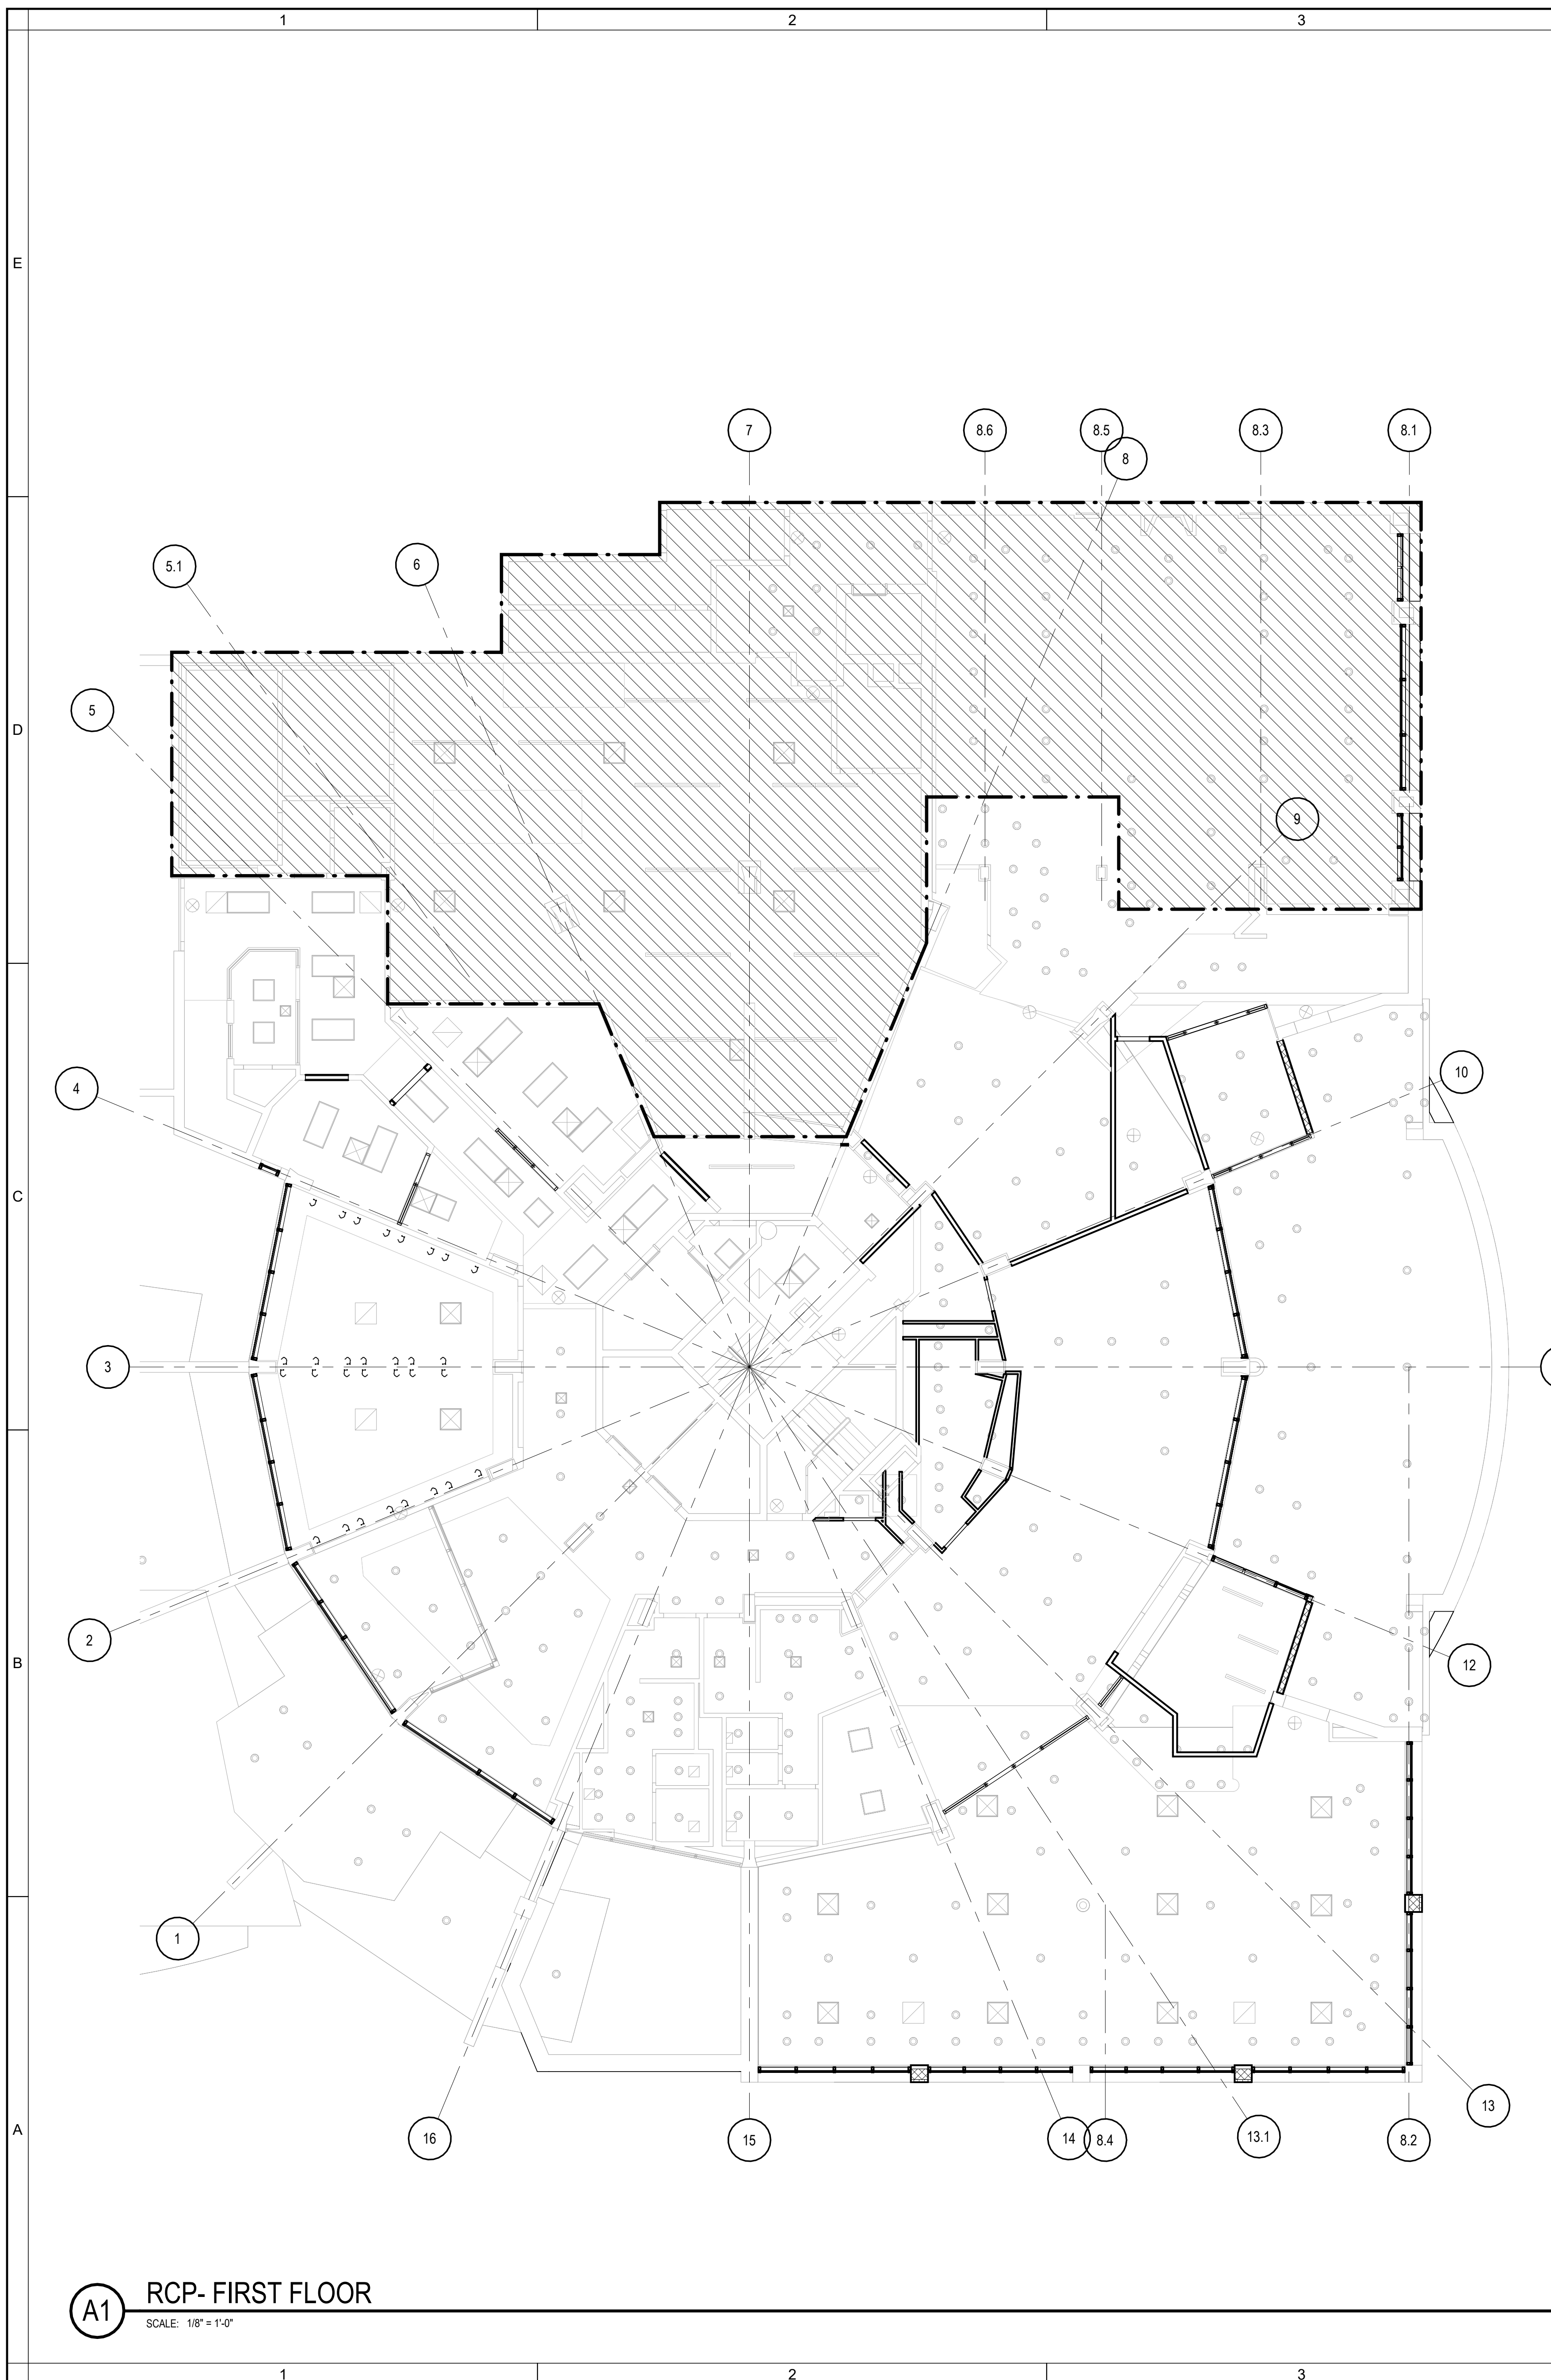 1 2 3
E
7 8.6 8.5 8.3 8.1
8
5.1 6
5
D
9
4 10
C
3
2 12
B
1
16 15 14 8.4 13.1 8.2
13
A
A1 RCP- FIRST FLOOR
SCALE: 1/8" = 1'-0"
1 2 3